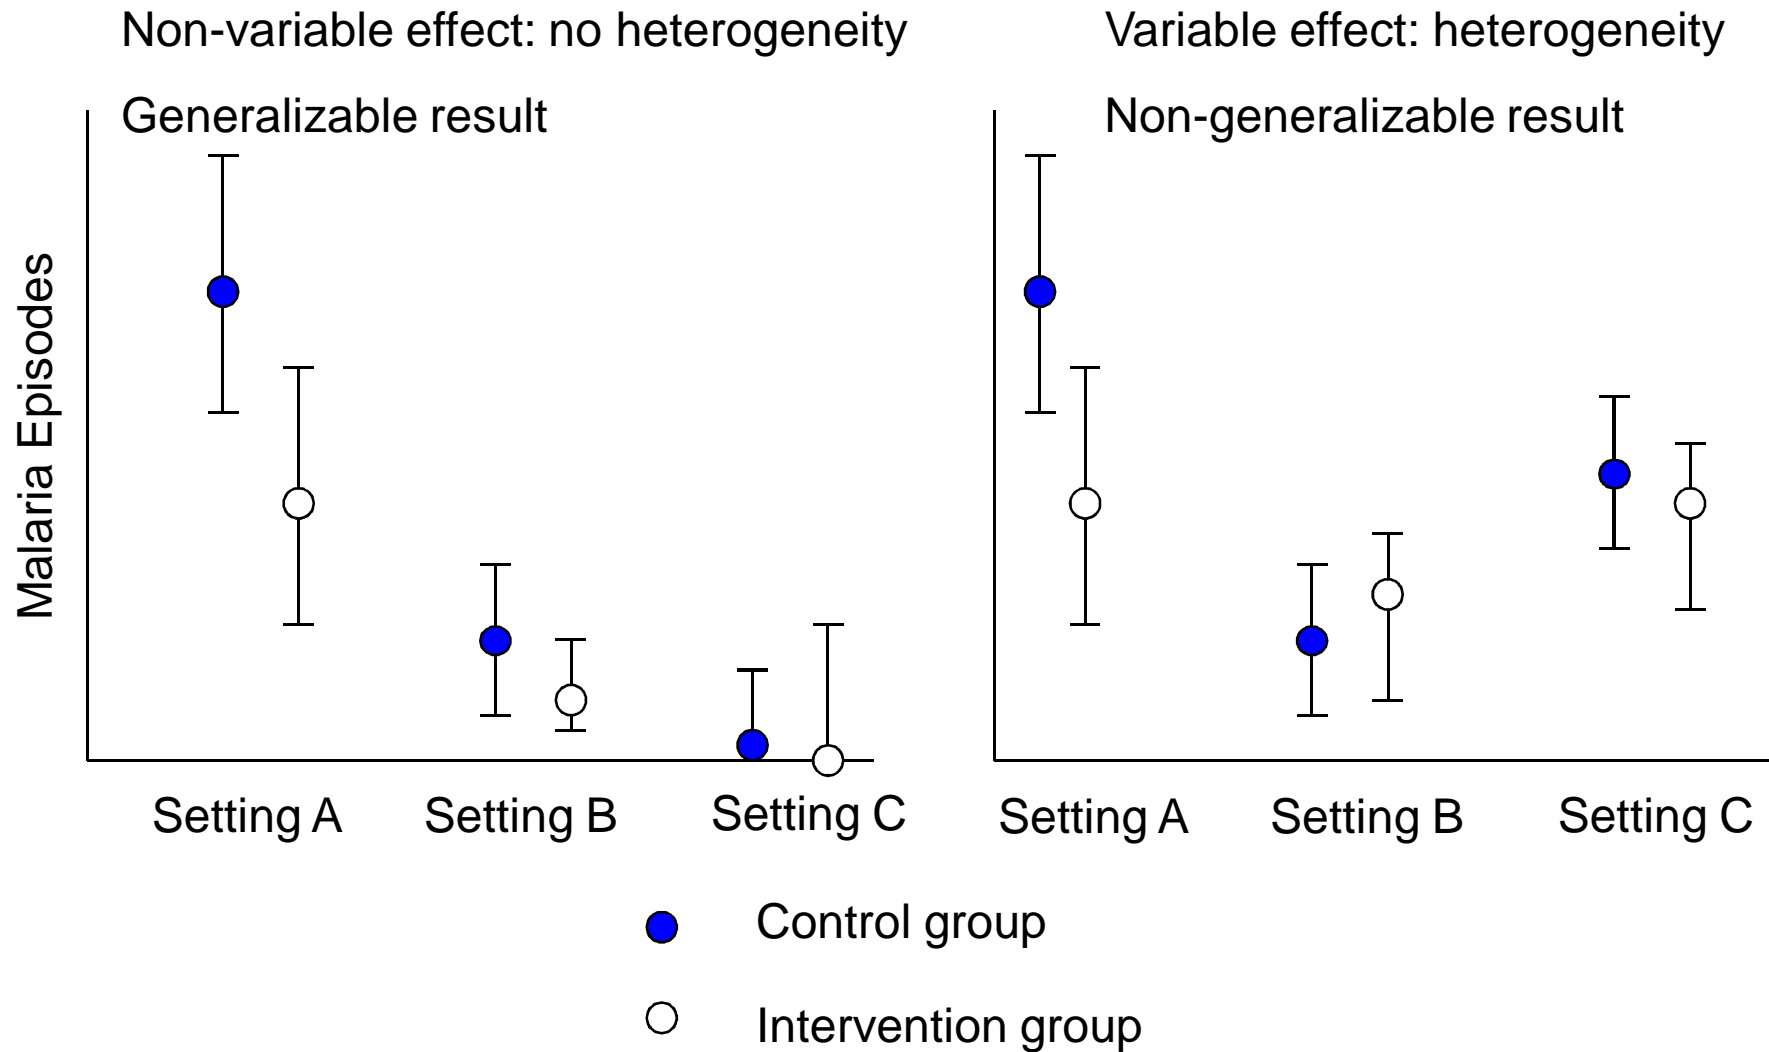 Non-variable effect: no heterogeneity
Generalizable result
Variable effect: heterogeneity
Non-generalizable result
Malaria Episodes
Setting A
Setting B
Setting C
Setting A
Setting B
Setting C
Control group
Intervention group